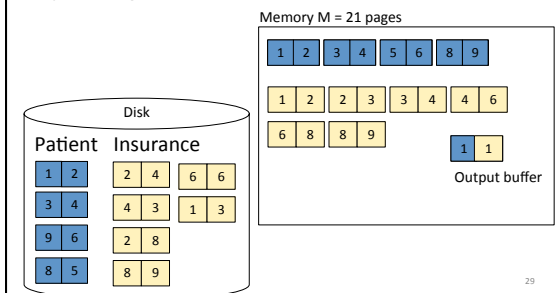 Memory M = 21 pages
1 2 3 4 5 6 8 9
1 2 2 3 3 4 4 6
6 8 8 9
1 1
Output buffer
Disk
Patient Insurance
1 2 2 4 6 6
3 4 4 3 1 3
9 6 2 8
8 5 8 9
29